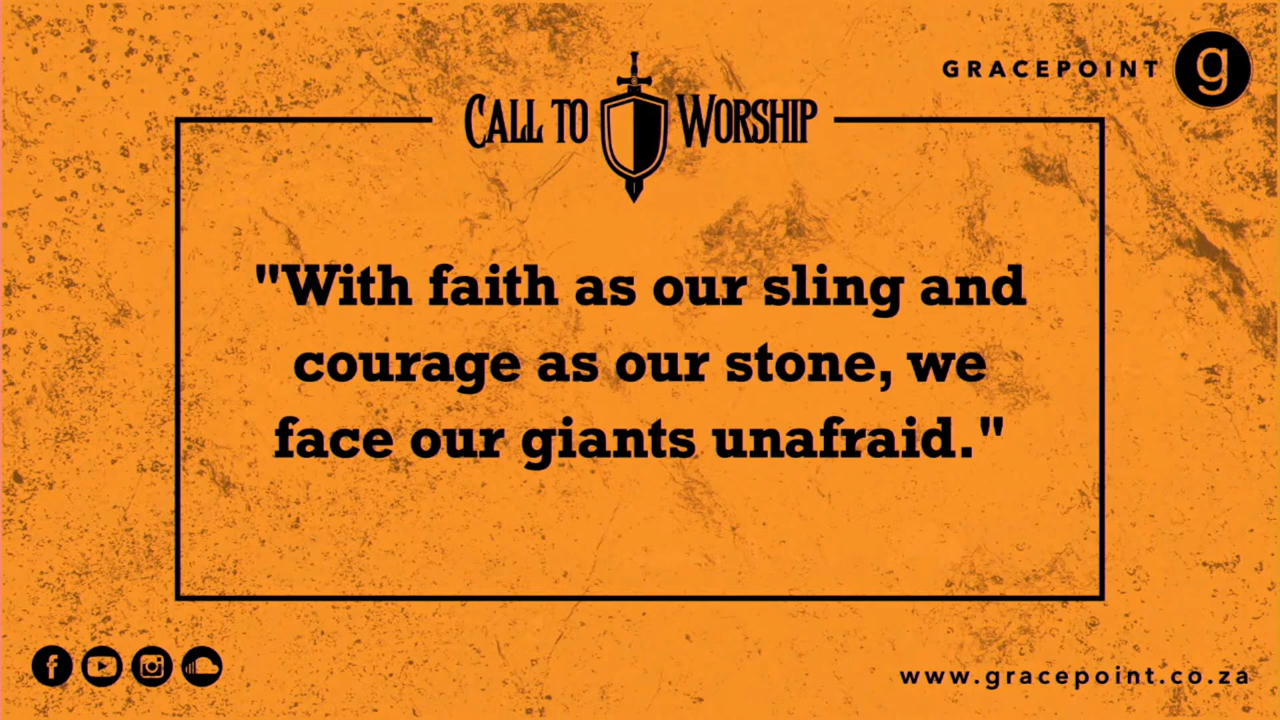 GRACEPOINT g
CALL TO WORSHIP
"With faith as our sling and
courage as our stone, we
face our giants unafraid."
www.gracepoint.co.za